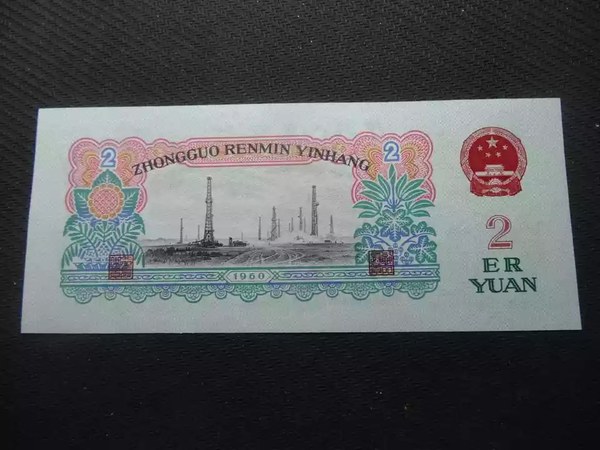 2
ZHONGGUO RENMIN YINHANG
2
1960
2
ER
YUAN